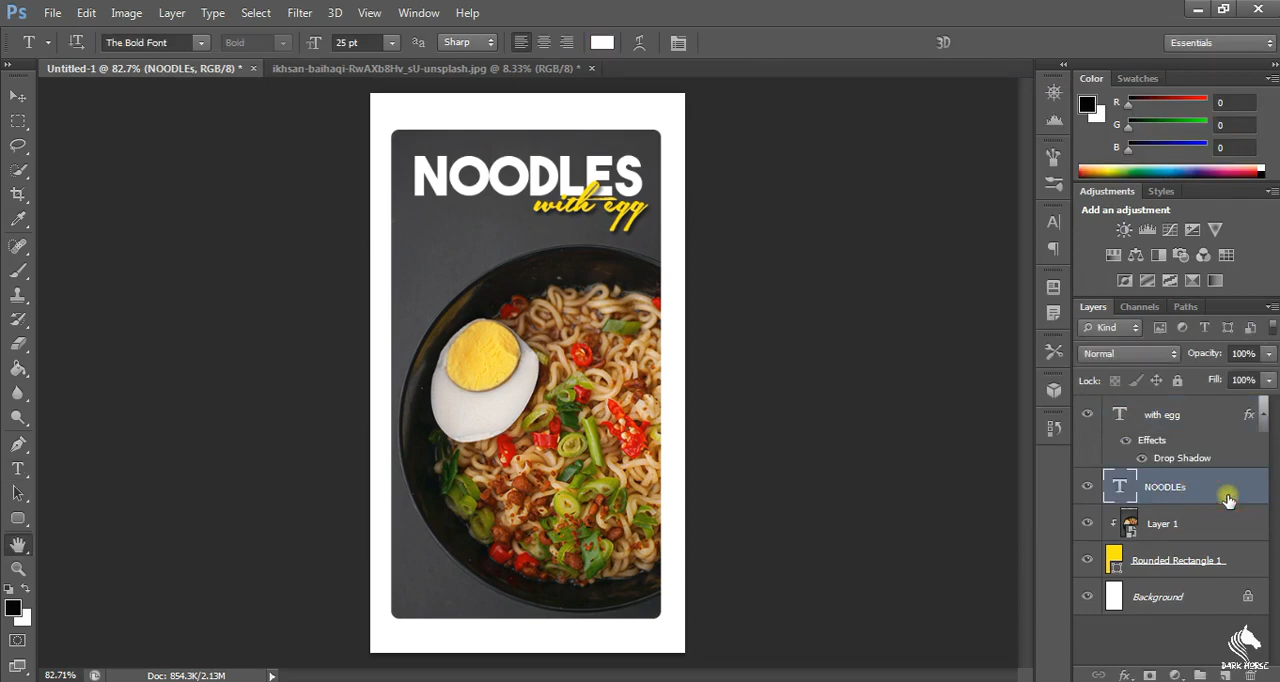 Ps File Edit Image Layer Type Select Filter 3D View Window Help
T The Bold Font Bold 25 pt aa Sharp 3D Essentials
Untitled-1 @ 82.7% (NOODLEs, RGB/8) * × ikhsan-baihaqi-RwAXb8Hv_sU-unsplash.jpg @ 8.33% (RGB/8) * ×
Color Swatches
R 0
G 0
B 0
Adjustments Styles
Add an adjustment
Layers Channels Paths
Kind
Normal Opacity: 100%
Lock: Fill: 100%
T with egg fx
Effects
Drop Shadow
T NOODLEs
Layer 1
Rounded Rectangle 1
Background
NOODLES
with egg
82.71% Doc: 854.3K/2.13M
DARK HORSE